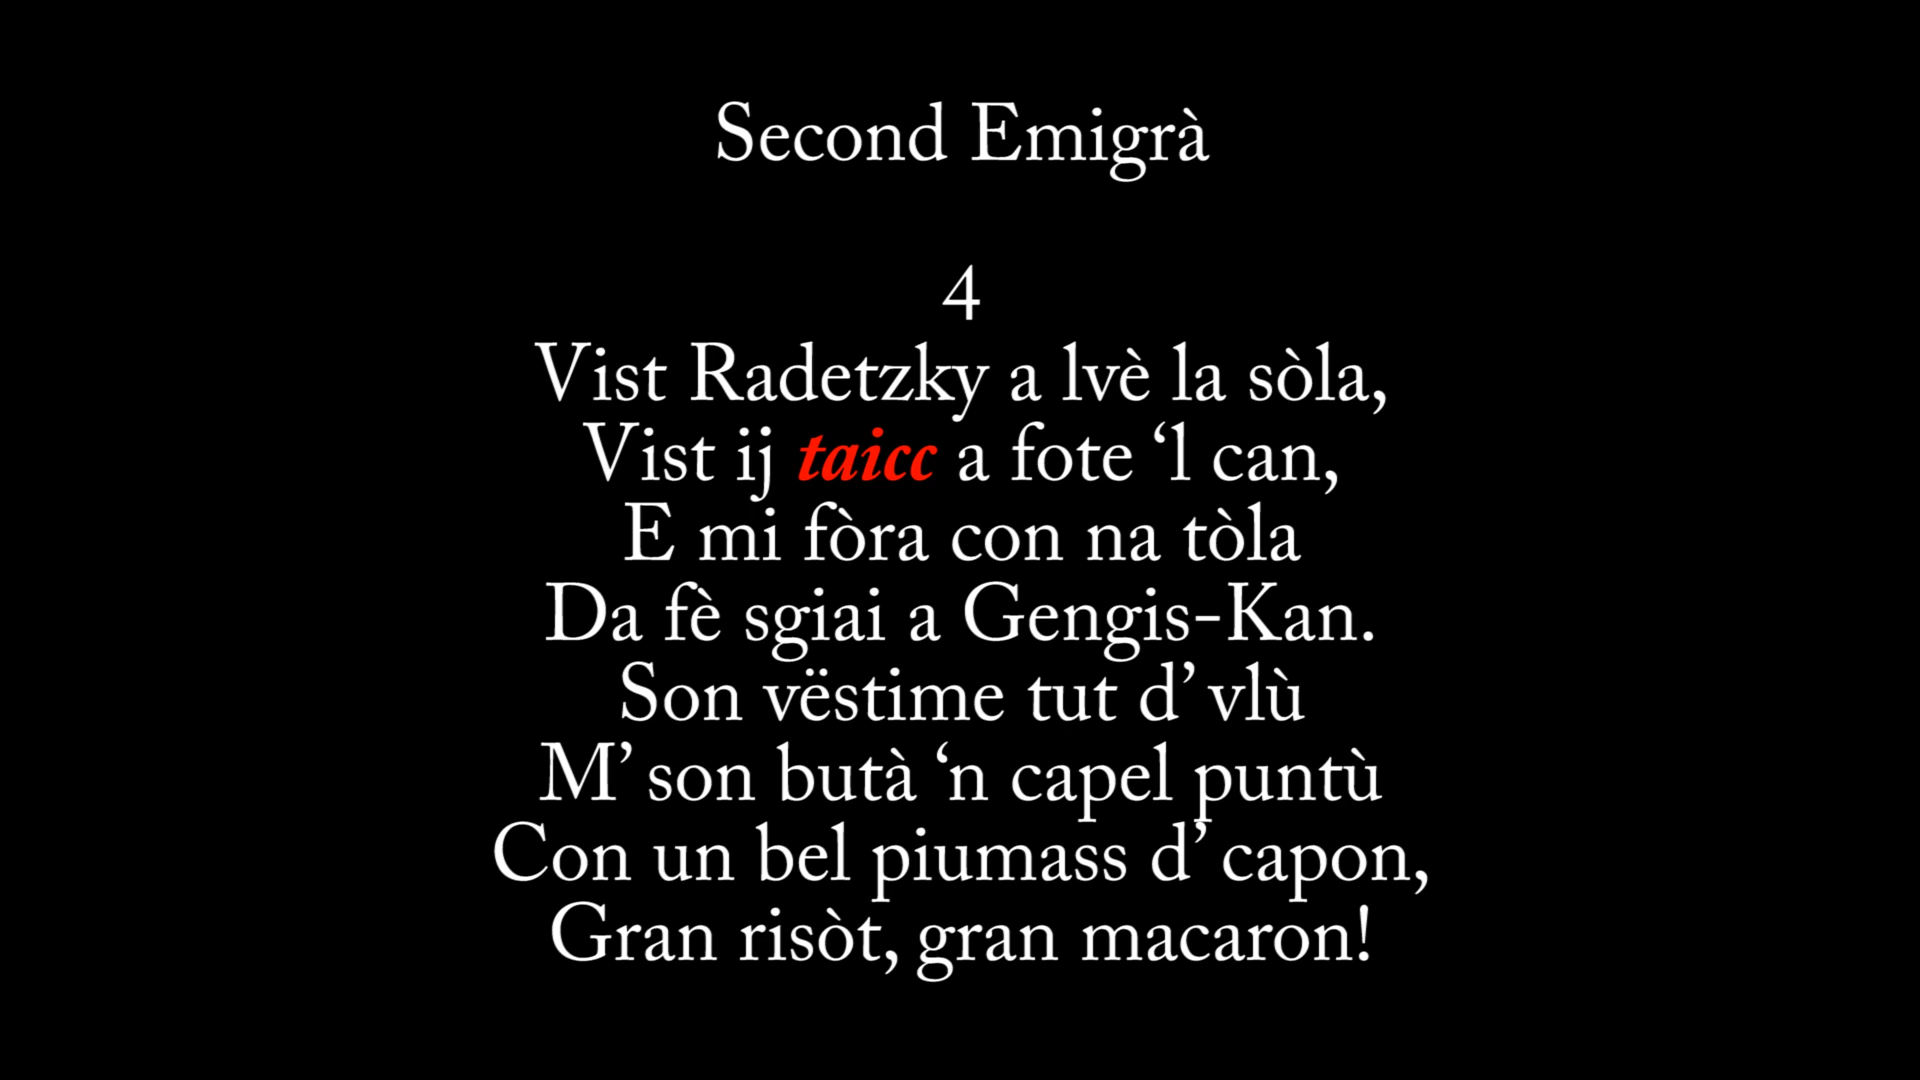 Second Emigrà
4
Vist Radetzky a lvè la sòla,
Vist ij taicc a fote ‘l can,
E mi fòra con na tòla
Da fè sgiai a Gengis-Kan.
Son vëstime tut d’ vlù
M’ son butà ‘n capel puntù
Con un bel piumass d’ capon,
Gran risòt, gran macaron!